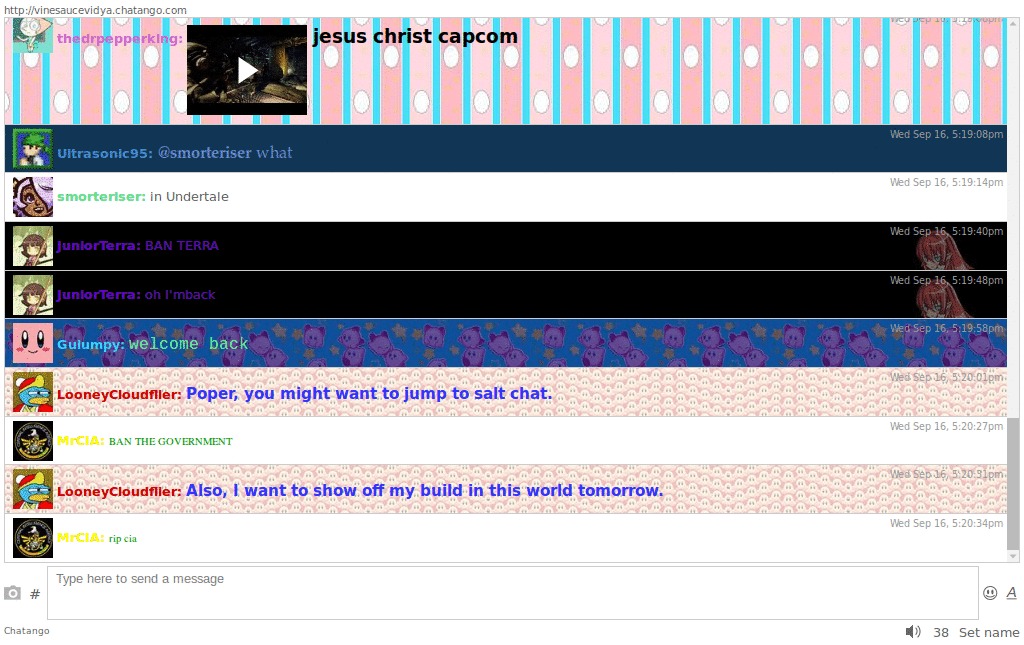 http://vinesaucevidya.chatango.com
Wed Sep 16, 5:19:06pm
thedrpepperking: jesus christ capcom
Wed Sep 16, 5:19:08pm
Ultrasonic95: @smorteriser what
Wed Sep 16, 5:19:14pm
smorteriser: in Undertale
Wed Sep 16, 5:19:40pm
JuniorTerra: BAN TERRA
Wed Sep 16, 5:19:48pm
JuniorTerra: oh I'mback
Wed Sep 16, 5:19:58pm
Gulumpy: welcome back
Wed Sep 16, 5:20:01pm
LooneyCloudfller: Poper, you might want to jump to salt chat.
Wed Sep 16, 5:20:27pm
MrCIA: BAN THE GOVERNMENT
Wed Sep 16, 5:20:31pm
LooneyCloudfller: Also, I want to show off my build in this world tomorrow.
Wed Sep 16, 5:20:34pm
MrCIA: rip cia
Type here to send a message
#
A
Chatango
38 Set name